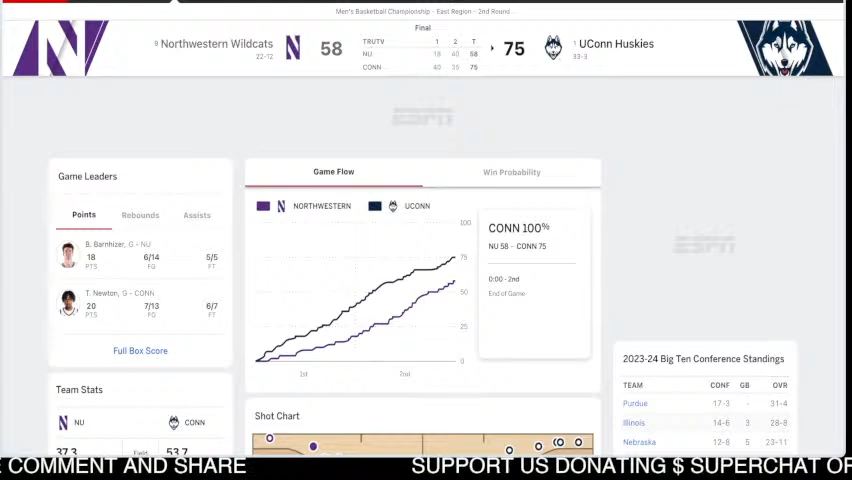 Men's Basketball Championship - East Region - 2nd Round
Final
9 Northwestern Wildcats
22-12
58
TRUTV 1 2 T
NU 18 40 58
CONN 40 35 75
75
1 UConn Huskies
33-3
ESPN
Game Leaders
Points Rebounds Assists
B. Barnhizer, G - NU
18 6/14 5/5
PTS FG FT
T. Newton, G - CONN
20 7/13 6/7
PTS FG FT
Full Box Score
Team Stats
NU CONN
37.3 Field 53.7
Game Flow Win Probability
NORTHWESTERN UCONN
100
75
50
25
0
1st 2nd
CONN 100%
NU 58 - CONN 75
0:00 - 2nd
End of Game
Shot Chart
ESPN
2023-24 Big Ten Conference Standings
TEAM CONF GB OVR
Purdue 17-3 - 31-4
Illinois 14-6 3 28-8
Nebraska 12-8 5 23-11
COMMENT AND SHARE SUPPORT US DONATING $ SUPERCHAT OR